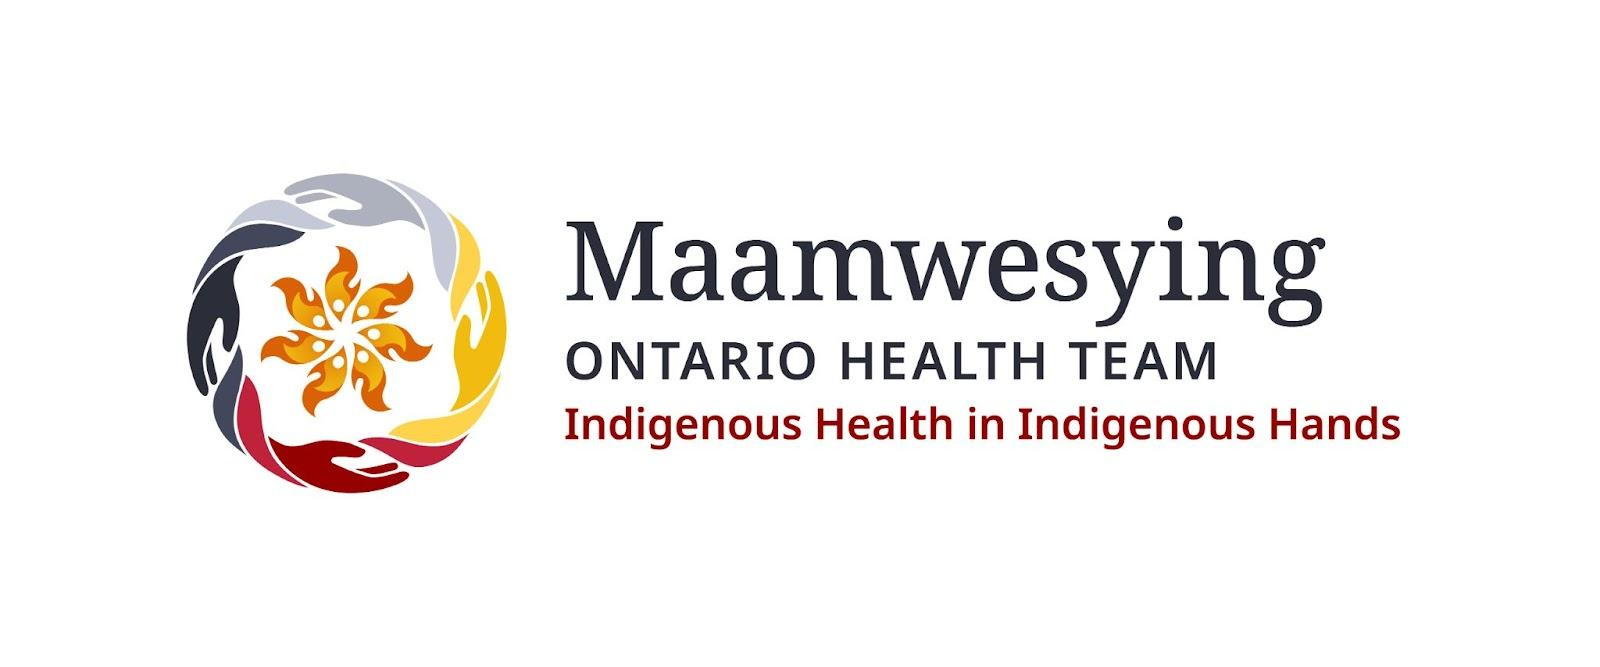 Maamwesying
ONTARIO HEALTH TEAM
Indigenous Health in Indigenous Hands